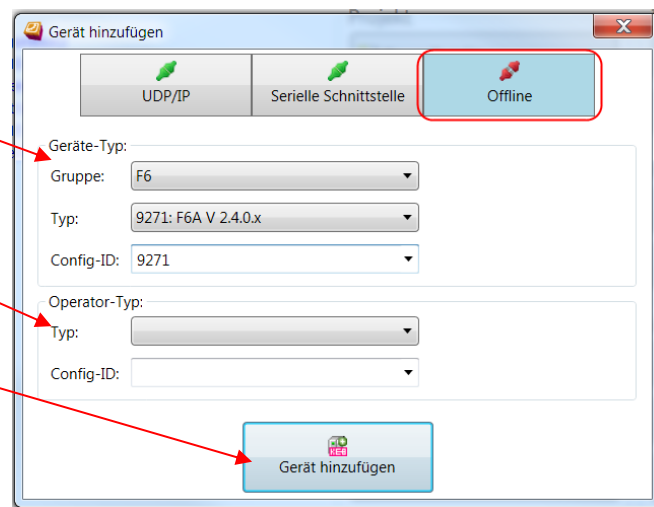 Projekt
Gerät hinzufügen
UDP/IP
Serielle Schnittstelle
Offline
Geräte-Typ:
Gruppe: F6
Typ: 9271: F6A V 2.4.0.x
Config-ID: 9271
Operator-Typ:
Typ:
Config-ID:
KEB
Gerät hinzufügen